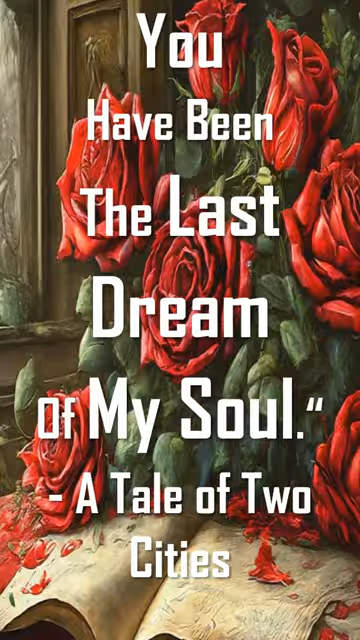 You
Have Been
The Last
Dream
Of My Soul.“
- A Tale of Two
Cities